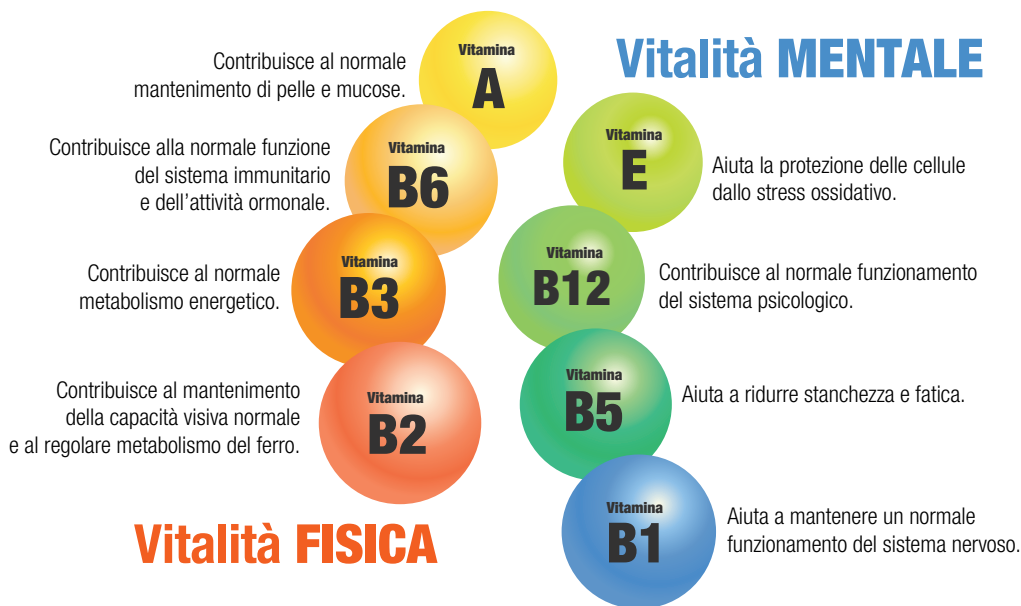 Vitalità MENTALE
Vitamina
A
Contribuisce al normale
mantenimento di pelle e mucose.
Vitamina
B6
Contribuisce alla normale funzione
del sistema immunitario
e dell'attività ormonale.
Vitamina
B3
Contribuisce al normale
metabolismo energetico.
Vitamina
B2
Contribuisce al mantenimento
della capacità visiva normale
e al regolare metabolismo del ferro.
Vitalità FISICA
Vitamina
E
Aiuta la protezione delle cellule
dallo stress ossidativo.
Vitamina
B12
Contribuisce al normale funzionamento
del sistema psicologico.
Vitamina
B5
Aiuta a ridurre stanchezza e fatica.
Vitamina
B1
Aiuta a mantenere un normale
funzionamento del sistema nervoso.